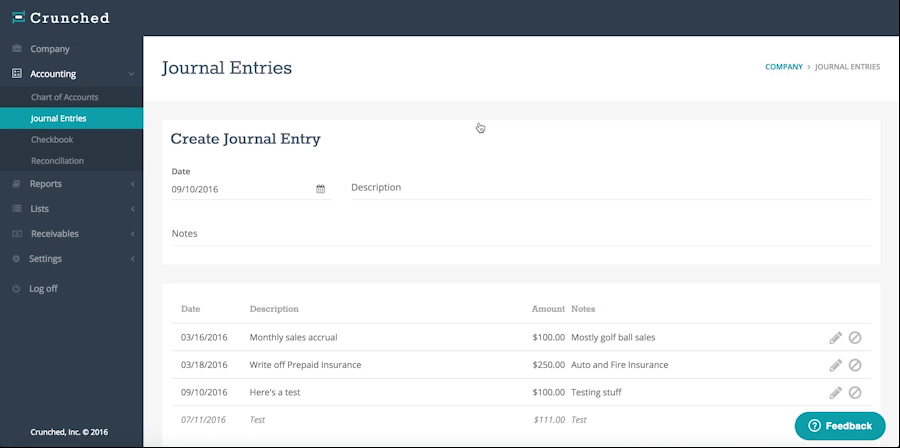 Crunched
Company
Accounting
Chart of Accounts
Journal Entries
Checkbook
Reconciliation
Reports
Lists
Receivables
Settings
Log off
Crunched, Inc. © 2016
Journal Entries
COMPANY > JOURNAL ENTRIES
Create Journal Entry
Date
09/10/2016
Description
Notes
Date Description Amount Notes
03/16/2016 Monthly sales accrual $100.00 Mostly golf ball sales
03/18/2016 Write off Prepaid Insurance $250.00 Auto and Fire Insurance
09/10/2016 Here's a test $100.00 Testing stuff
07/11/2016 Test $111.00 Test
Feedback